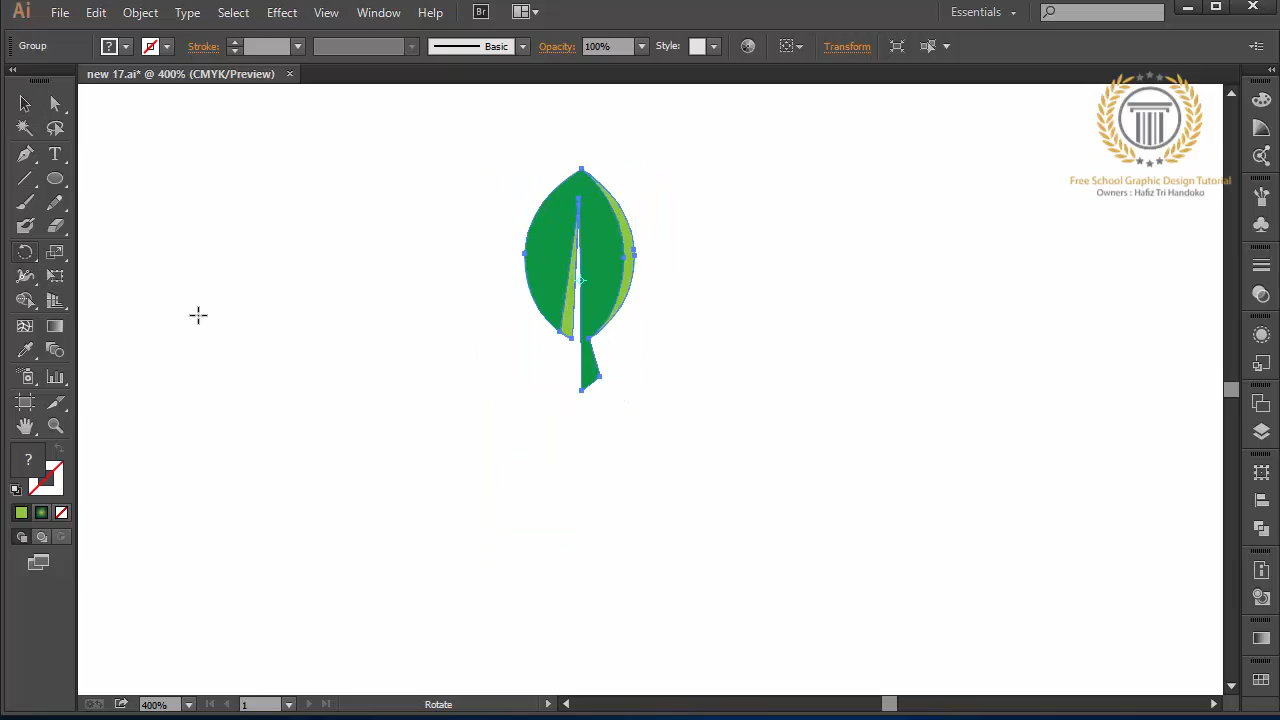 Ai File Edit Object Type Select Effect View Window Help Br Essentials
Group ? Stroke: Basic Opacity: 100% Style: Transform
new 17.ai* @ 400% (CMYK/Preview) ×
T
Free School Graphic Design Tutorial
Owners : Hafiz Tri Handoko
?
400% 1 Rotate